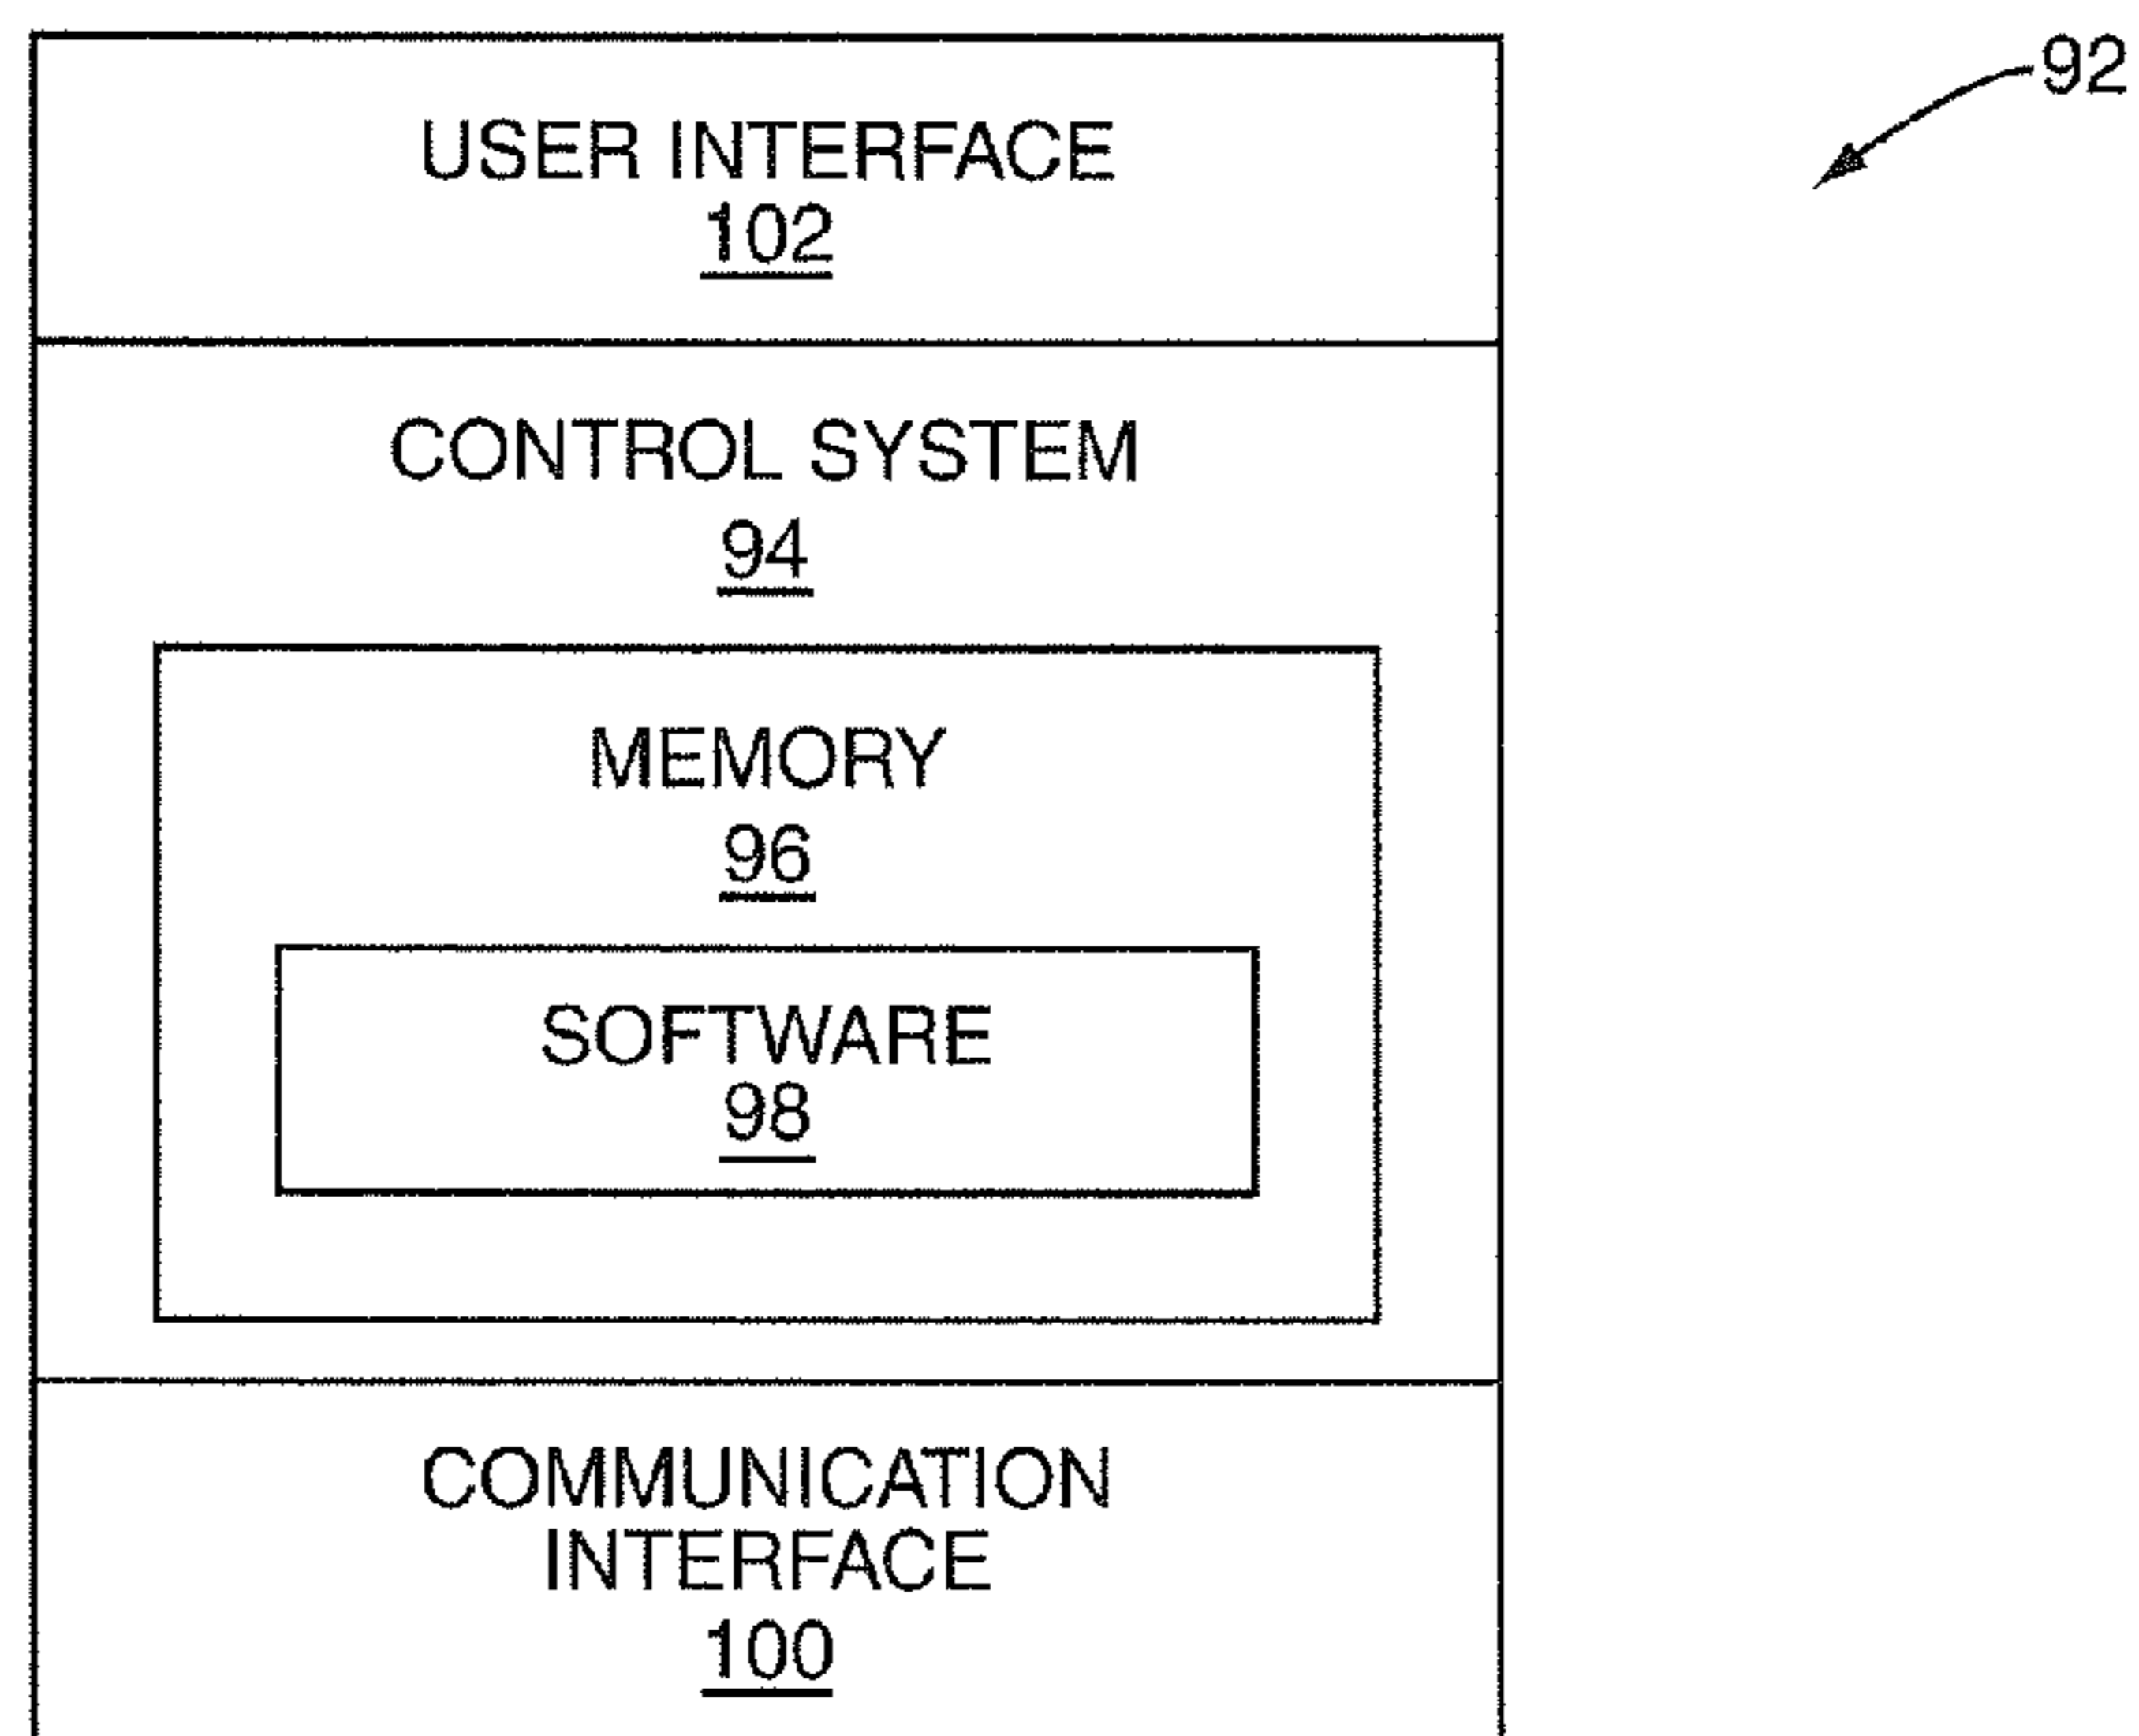 92
USER INTERFACE
102
CONTROL SYSTEM
94
MEMORY
96
SOFTWARE
98
COMMUNICATION
INTERFACE
100